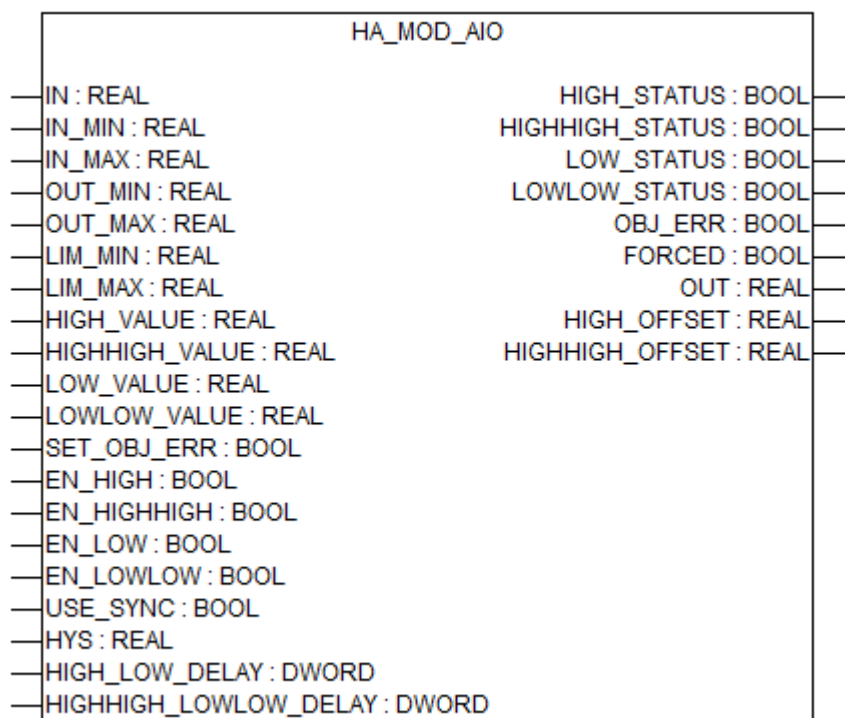 HA_MOD_AIO
IN : REAL HIGH_STATUS : BOOL
IN_MIN : REAL HIGHHIGH_STATUS : BOOL
IN_MAX : REAL LOW_STATUS : BOOL
OUT_MIN : REAL LOWLOW_STATUS : BOOL
OUT_MAX : REAL OBJ_ERR : BOOL
LIM_MIN : REAL FORCED : BOOL
LIM_MAX : REAL OUT : REAL
HIGH_VALUE : REAL HIGH_OFFSET : REAL
HIGHHIGH_VALUE : REAL HIGHHIGH_OFFSET : REAL
LOW_VALUE : REAL
LOWLOW_VALUE : REAL
SET_OBJ_ERR : BOOL
EN_HIGH : BOOL
EN_HIGHHIGH : BOOL
EN_LOW : BOOL
EN_LOWLOW : BOOL
USE_SYNC : BOOL
HYS : REAL
HIGH_LOW_DELAY : DWORD
HIGHHIGH_LOWLOW_DELAY : DWORD